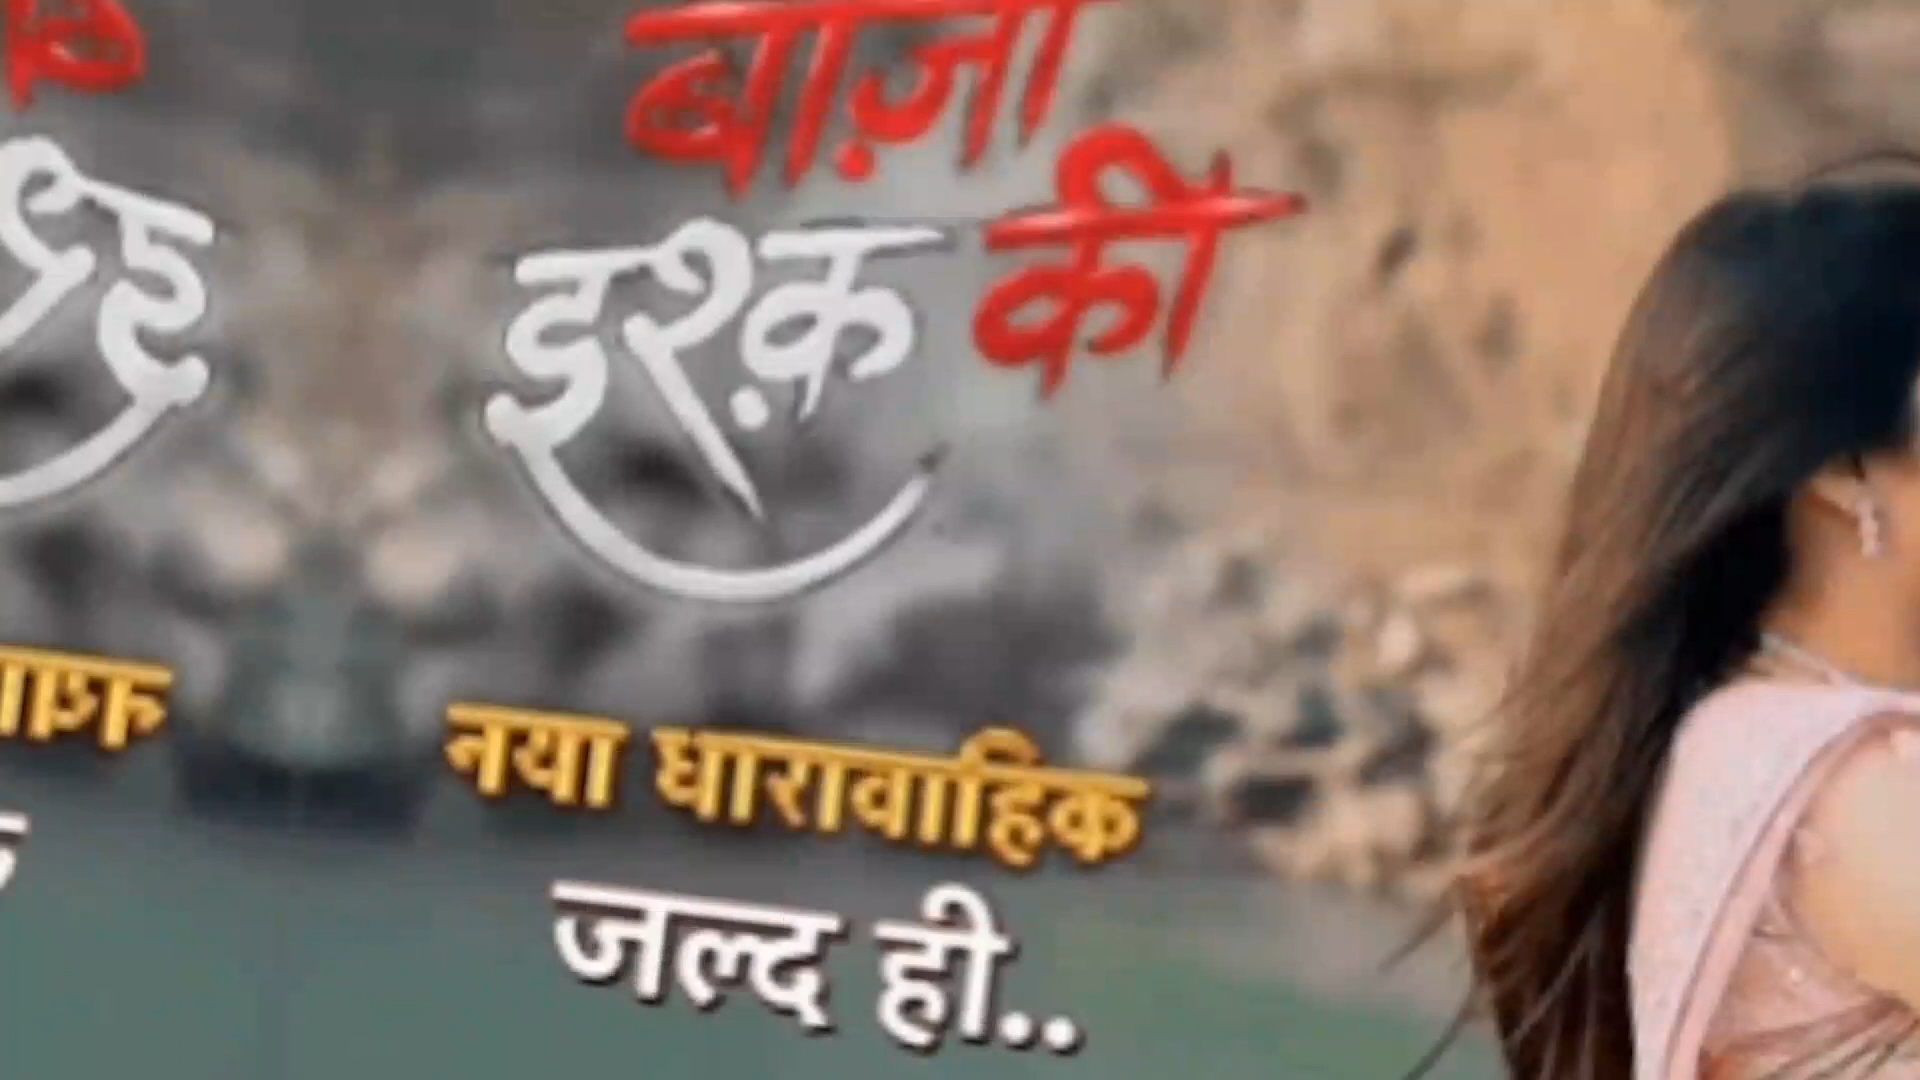 बाज़ी
इश्क़ की
नया धारावाहिक
जल्द ही..